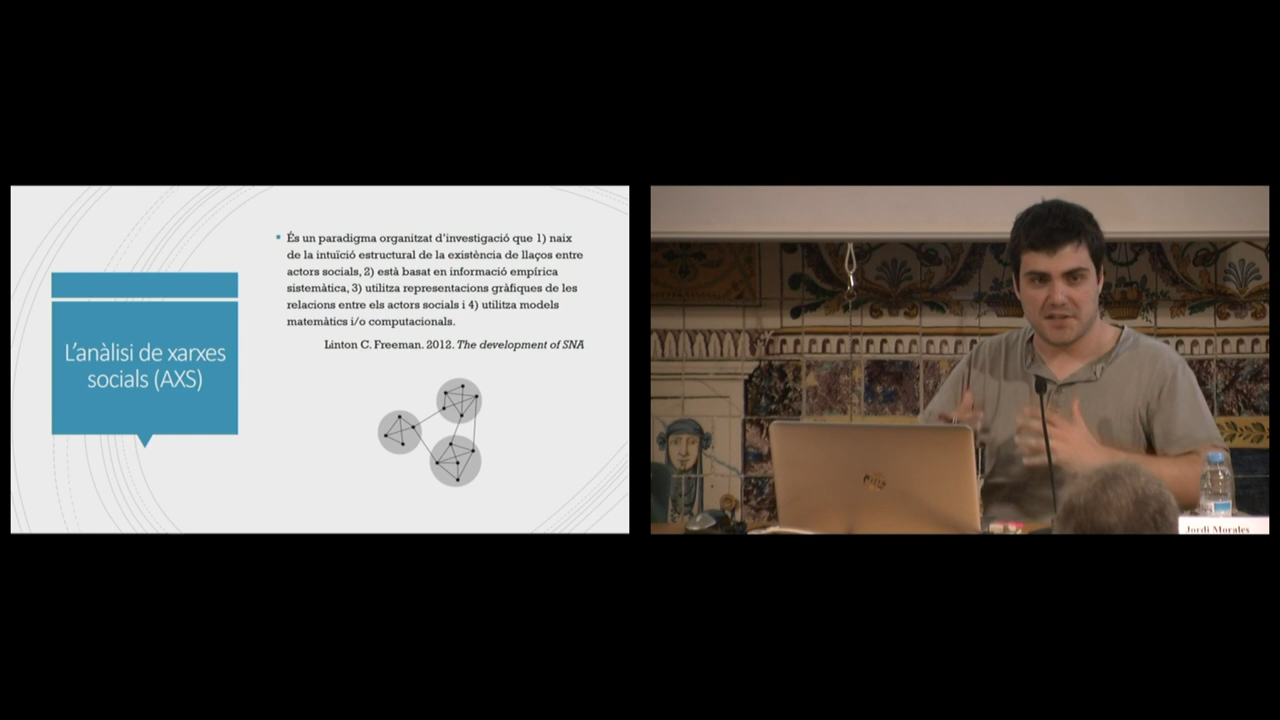 L'anàlisi de xarxes
socials (AXS)
És un paradigma organitzat d'investigació que 1) naix
de la intuïció estructural de la existència de llaços entre
actors socials, 2) està basat en informació empírica
sistemàtica, 3) utilitza representacions gràfiques de les
relacions entre els actors socials i 4) utilitza models
matemàtics i/o computacionals.
Linton C. Freeman. 2012. The development of SNA
Jordi Morales